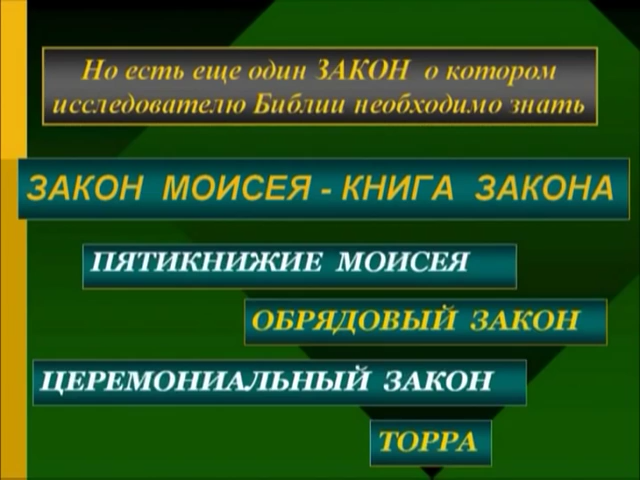 Но есть еще один ЗАКОН о котором
исследователю Библии необходимо знать
ЗАКОН МОИСЕЯ - КНИГА ЗАКОНА
ПЯТИКНИЖИЕ МОИСЕЯ
ОБРЯДОВЫЙ ЗАКОН
ЦЕРЕМОНИАЛЬНЫЙ ЗАКОН
ТОРРА